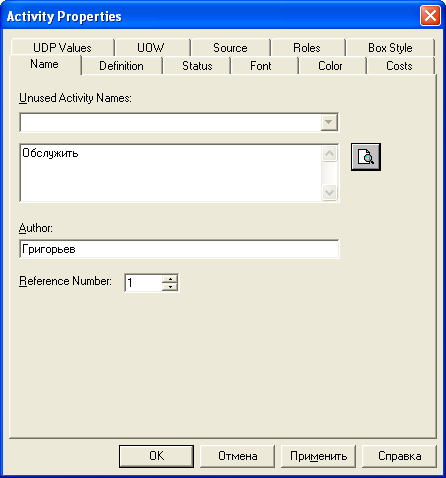 Activity Properties
UDP Values UOW Source Roles Box Style
Name Definition Status Font Color Costs
Unused Activity Names:
Обслужить
Author:
Григорьев
Reference Number: 1
OK Отмена Применить Справка